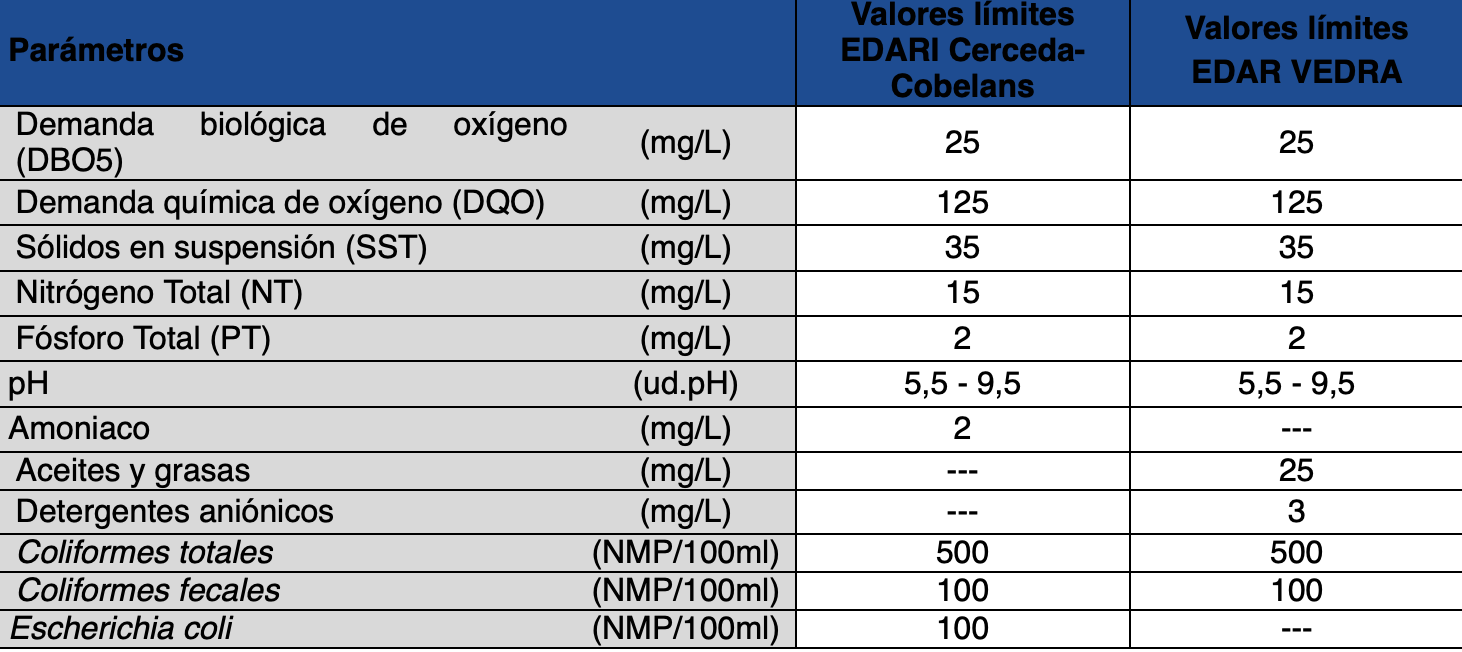 Parámetros Valores límites EDARI Cerceda-Cobelans Valores límites EDAR VEDRA
Demanda biológica de oxígeno (DBO5) (mg/L) 25 25
Demanda química de oxígeno (DQO) (mg/L) 125 125
Sólidos en suspensión (SST) (mg/L) 35 35
Nitrógeno Total (NT) (mg/L) 15 15
Fósforo Total (PT) (mg/L) 2 2
pH (ud.pH) 5,5 - 9,5 5,5 - 9,5
Amoniaco (mg/L) 2 ---
Aceites y grasas (mg/L) --- 25
Detergentes aniónicos (mg/L) --- 3
Coliformes totales (NMP/100ml) 500 500
Coliformes fecales (NMP/100ml) 100 100
Escherichia coli (NMP/100ml) 100 ---